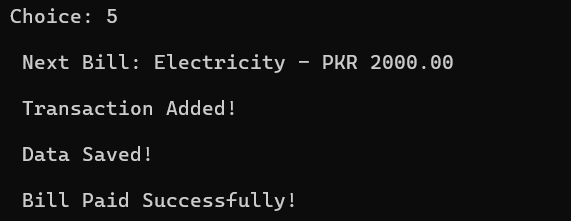 Choice: 5
Next Bill: Electricity - PKR 2000.00
Transaction Added!
Data Saved!
Bill Paid Successfully!